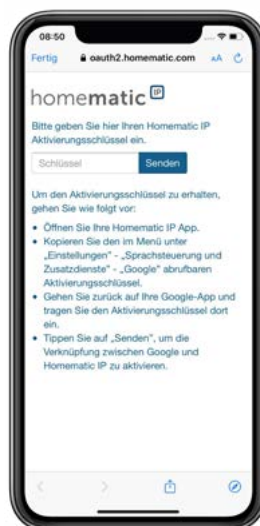 08:50
Fertig oauth2.homematic.com AA
homematic IP
Bitte geben Sie hier Ihren Homematic IP
Aktivierungsschlüssel ein.
Schlüssel Senden
Um den Aktivierungsschlüssel zu erhalten,
gehen Sie wie folgt vor:
• Öffnen Sie Ihre Homematic IP App.
• Kopieren Sie den im Menü unter
„Einstellungen" - „Sprachsteuerung und
Zusatzdienste" - „Google" abrufbaren
Aktivierungsschlüssel.
• Gehen Sie zurück auf Ihre Google-App und
tragen Sie den Aktivierungsschlüssel dort
ein.
• Tippen Sie auf „Senden", um die
Verknüpfung zwischen Google und
Homematic IP zu aktivieren.